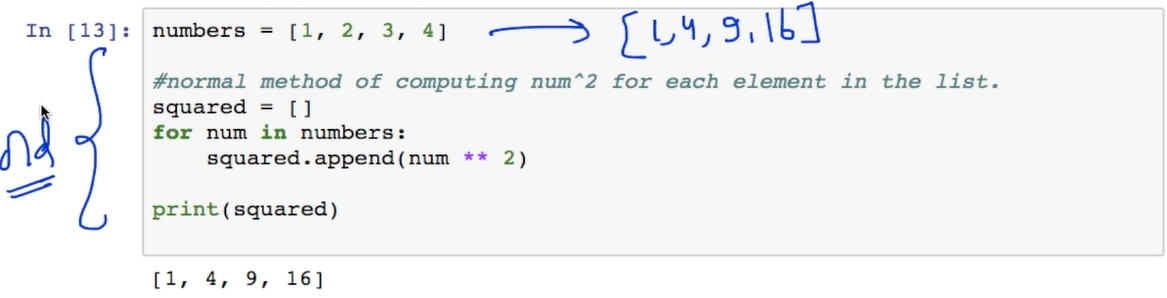 In [13]: numbers = [1, 2, 3, 4] [1,4,9,16]
#normal method of computing num^2 for each element in the list.
squared = []
for num in numbers:
    squared.append(num ** 2)
print(squared)
[1, 4, 9, 16]